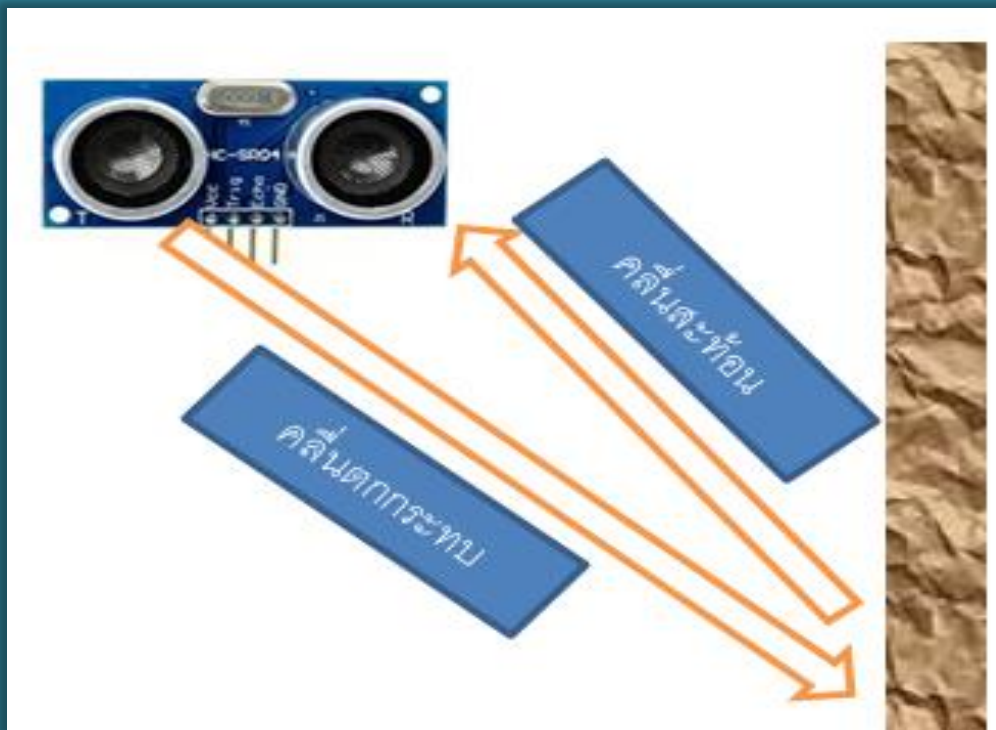 HC-SR04
Vcc
Trig
Echo
GND
T
R
คลื่นสะท้อน
คลื่นตกกระทบ